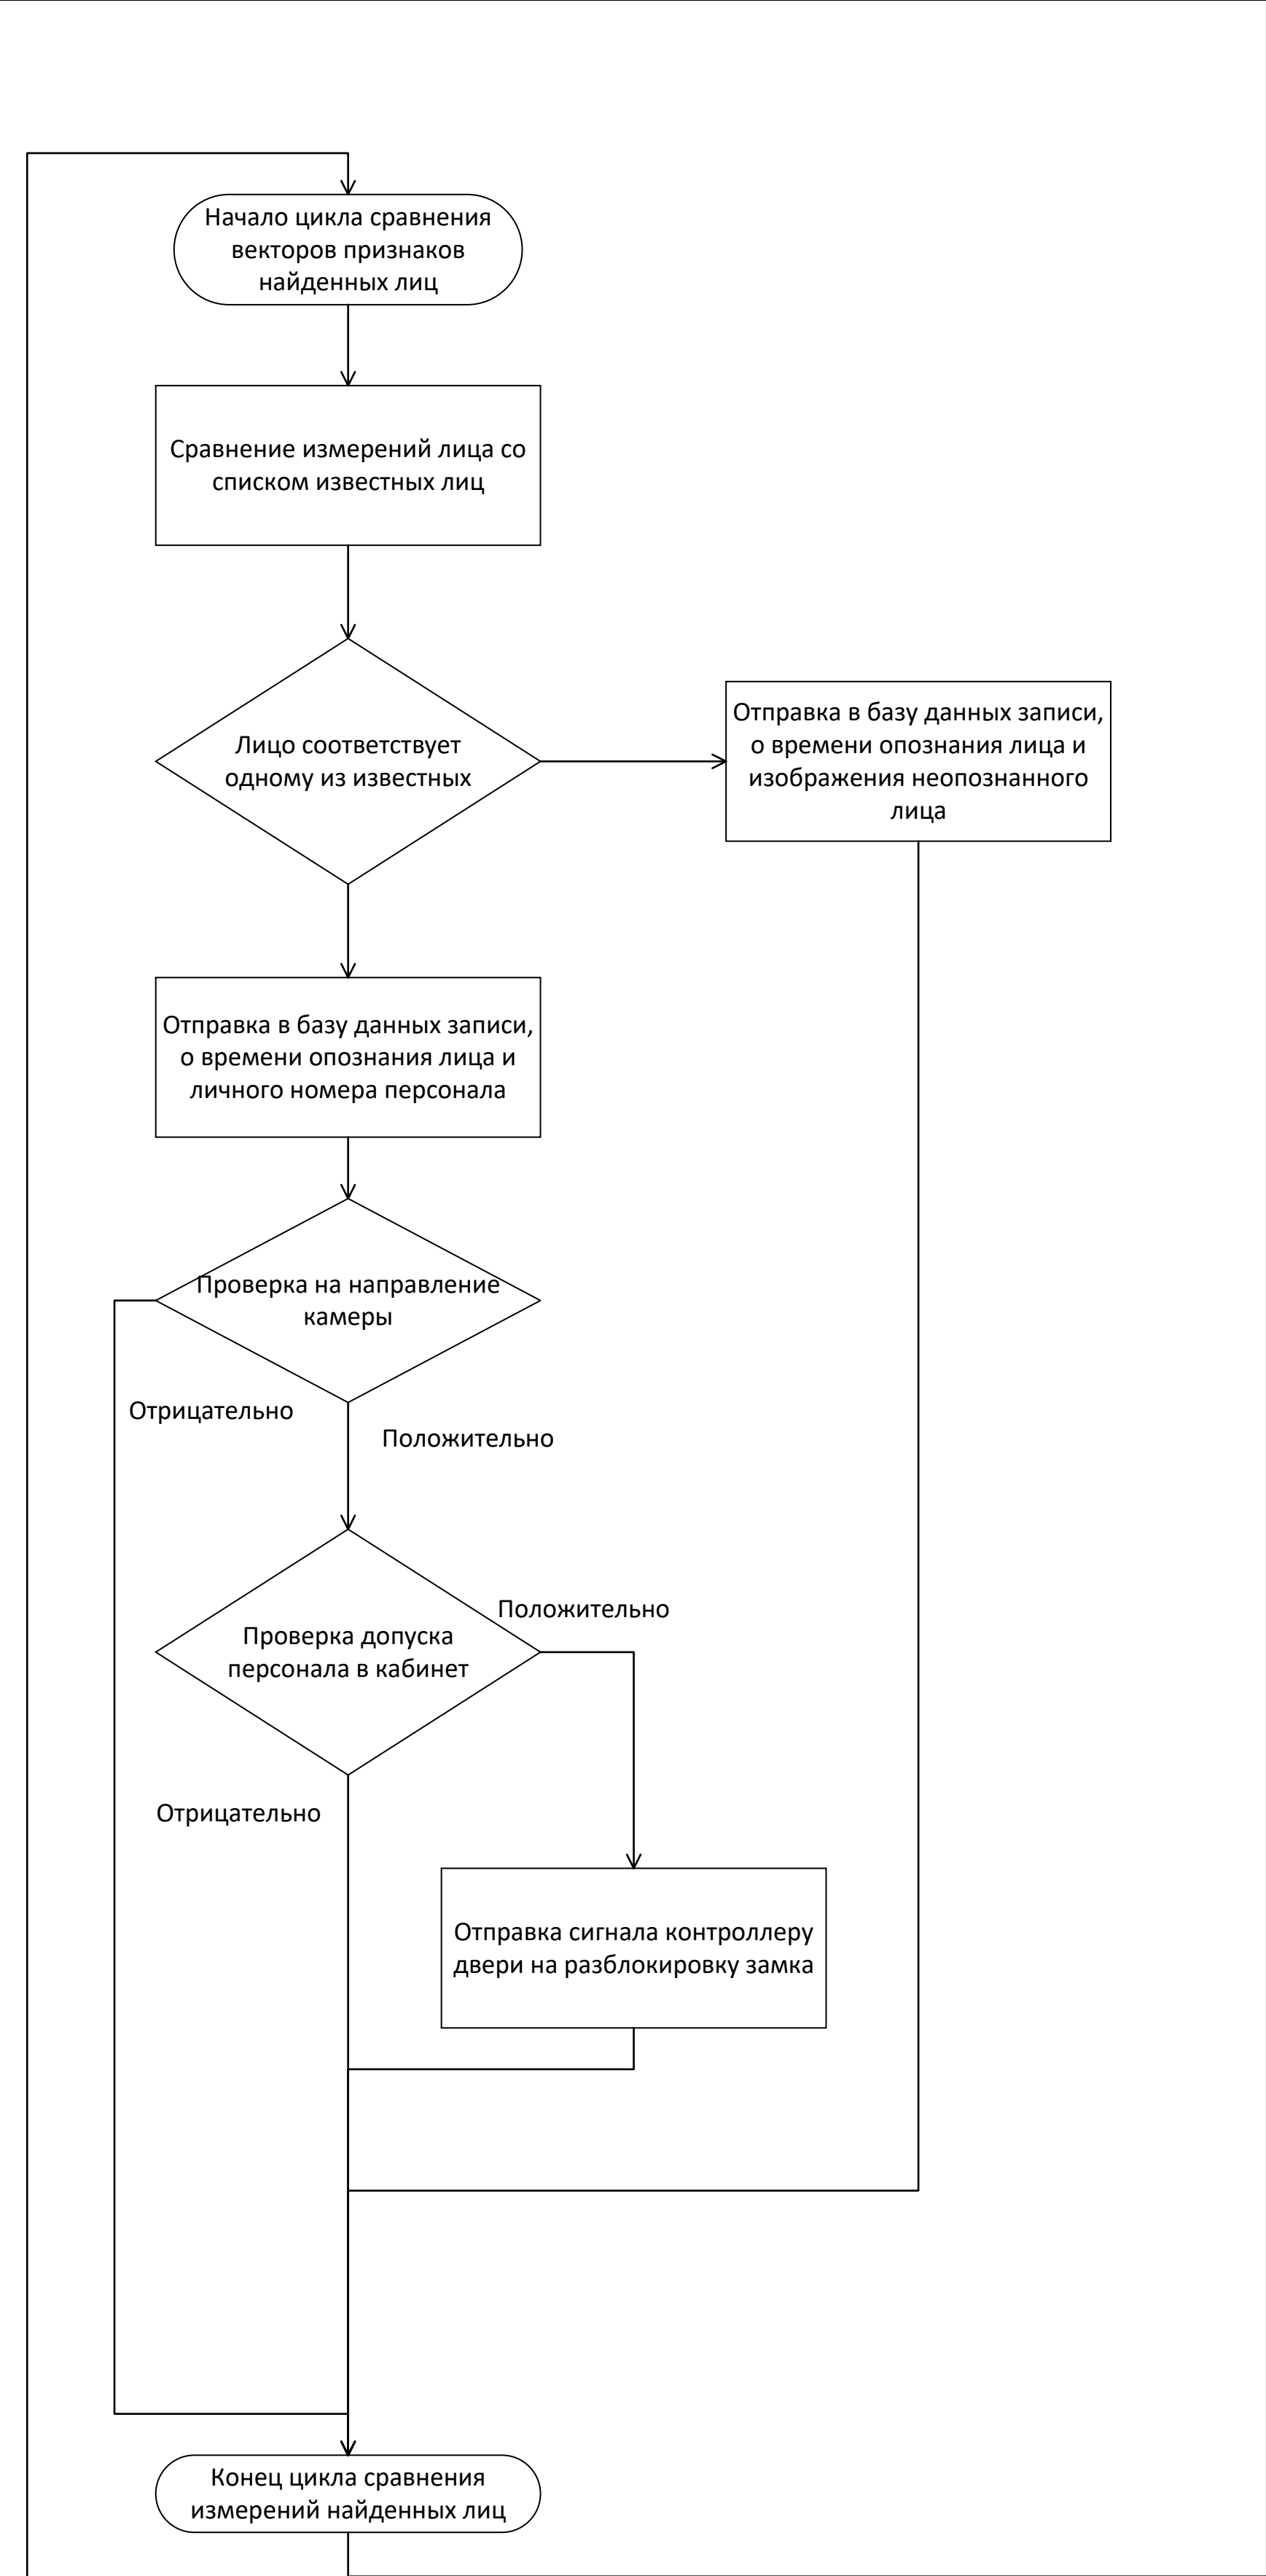 Начало цикла сравнения
векторов признаков
найденных лиц
Сравнение измерений лица со
списком известных лиц
Лицо соответствует
одному из известных
Отправка в базу данных записи,
о времени опознания лица и
изображения неопознанного
лица
Отправка в базу данных записи,
о времени опознания лица и
личного номера персонала
Проверка на направление
камеры
Отрицательно
Положительно
Проверка допуска
персонала в кабинет
Положительно
Отрицательно
Отправка сигнала контроллеру
двери на разблокировку замка
Конец цикла сравнения
измерений найденных лиц